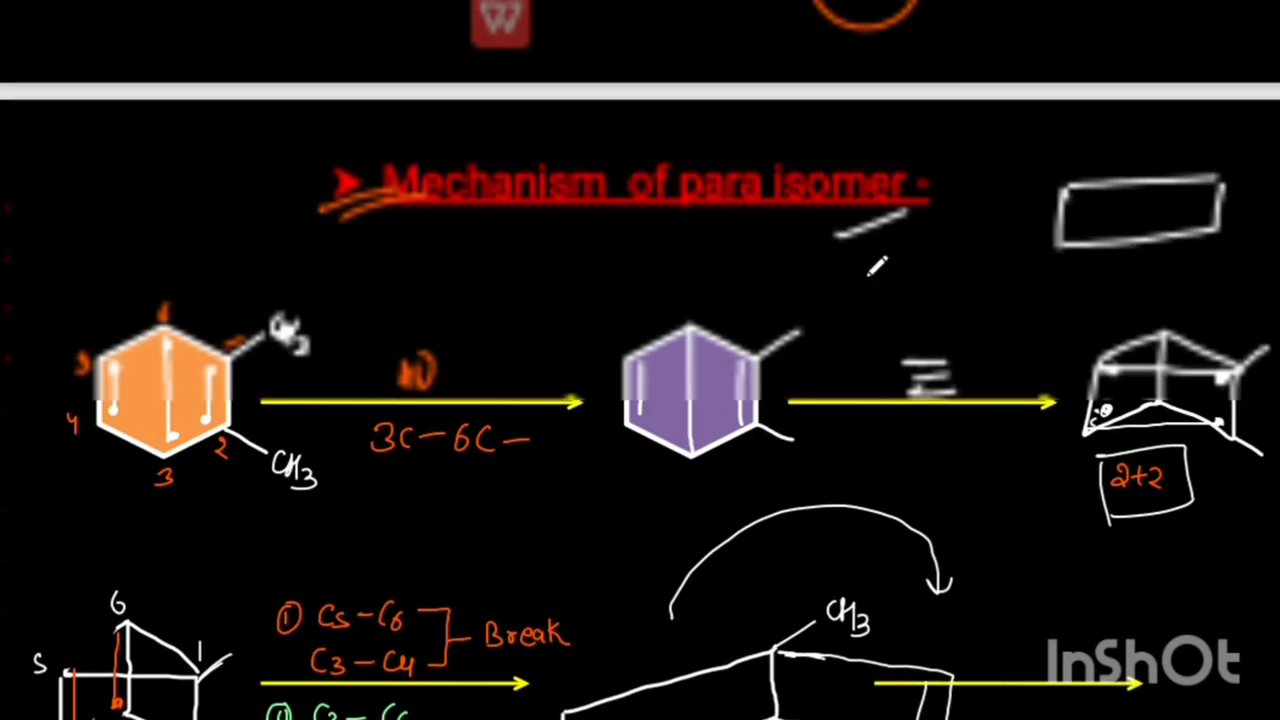 W
➤ Mechanism of para isomer -
CH3
6
1
5
4
3
2
CH3
hν
3C - 6C -
≡
2+2
6
5
1
① C5 - C6
C3 - C4
Break
CH3
InShOt